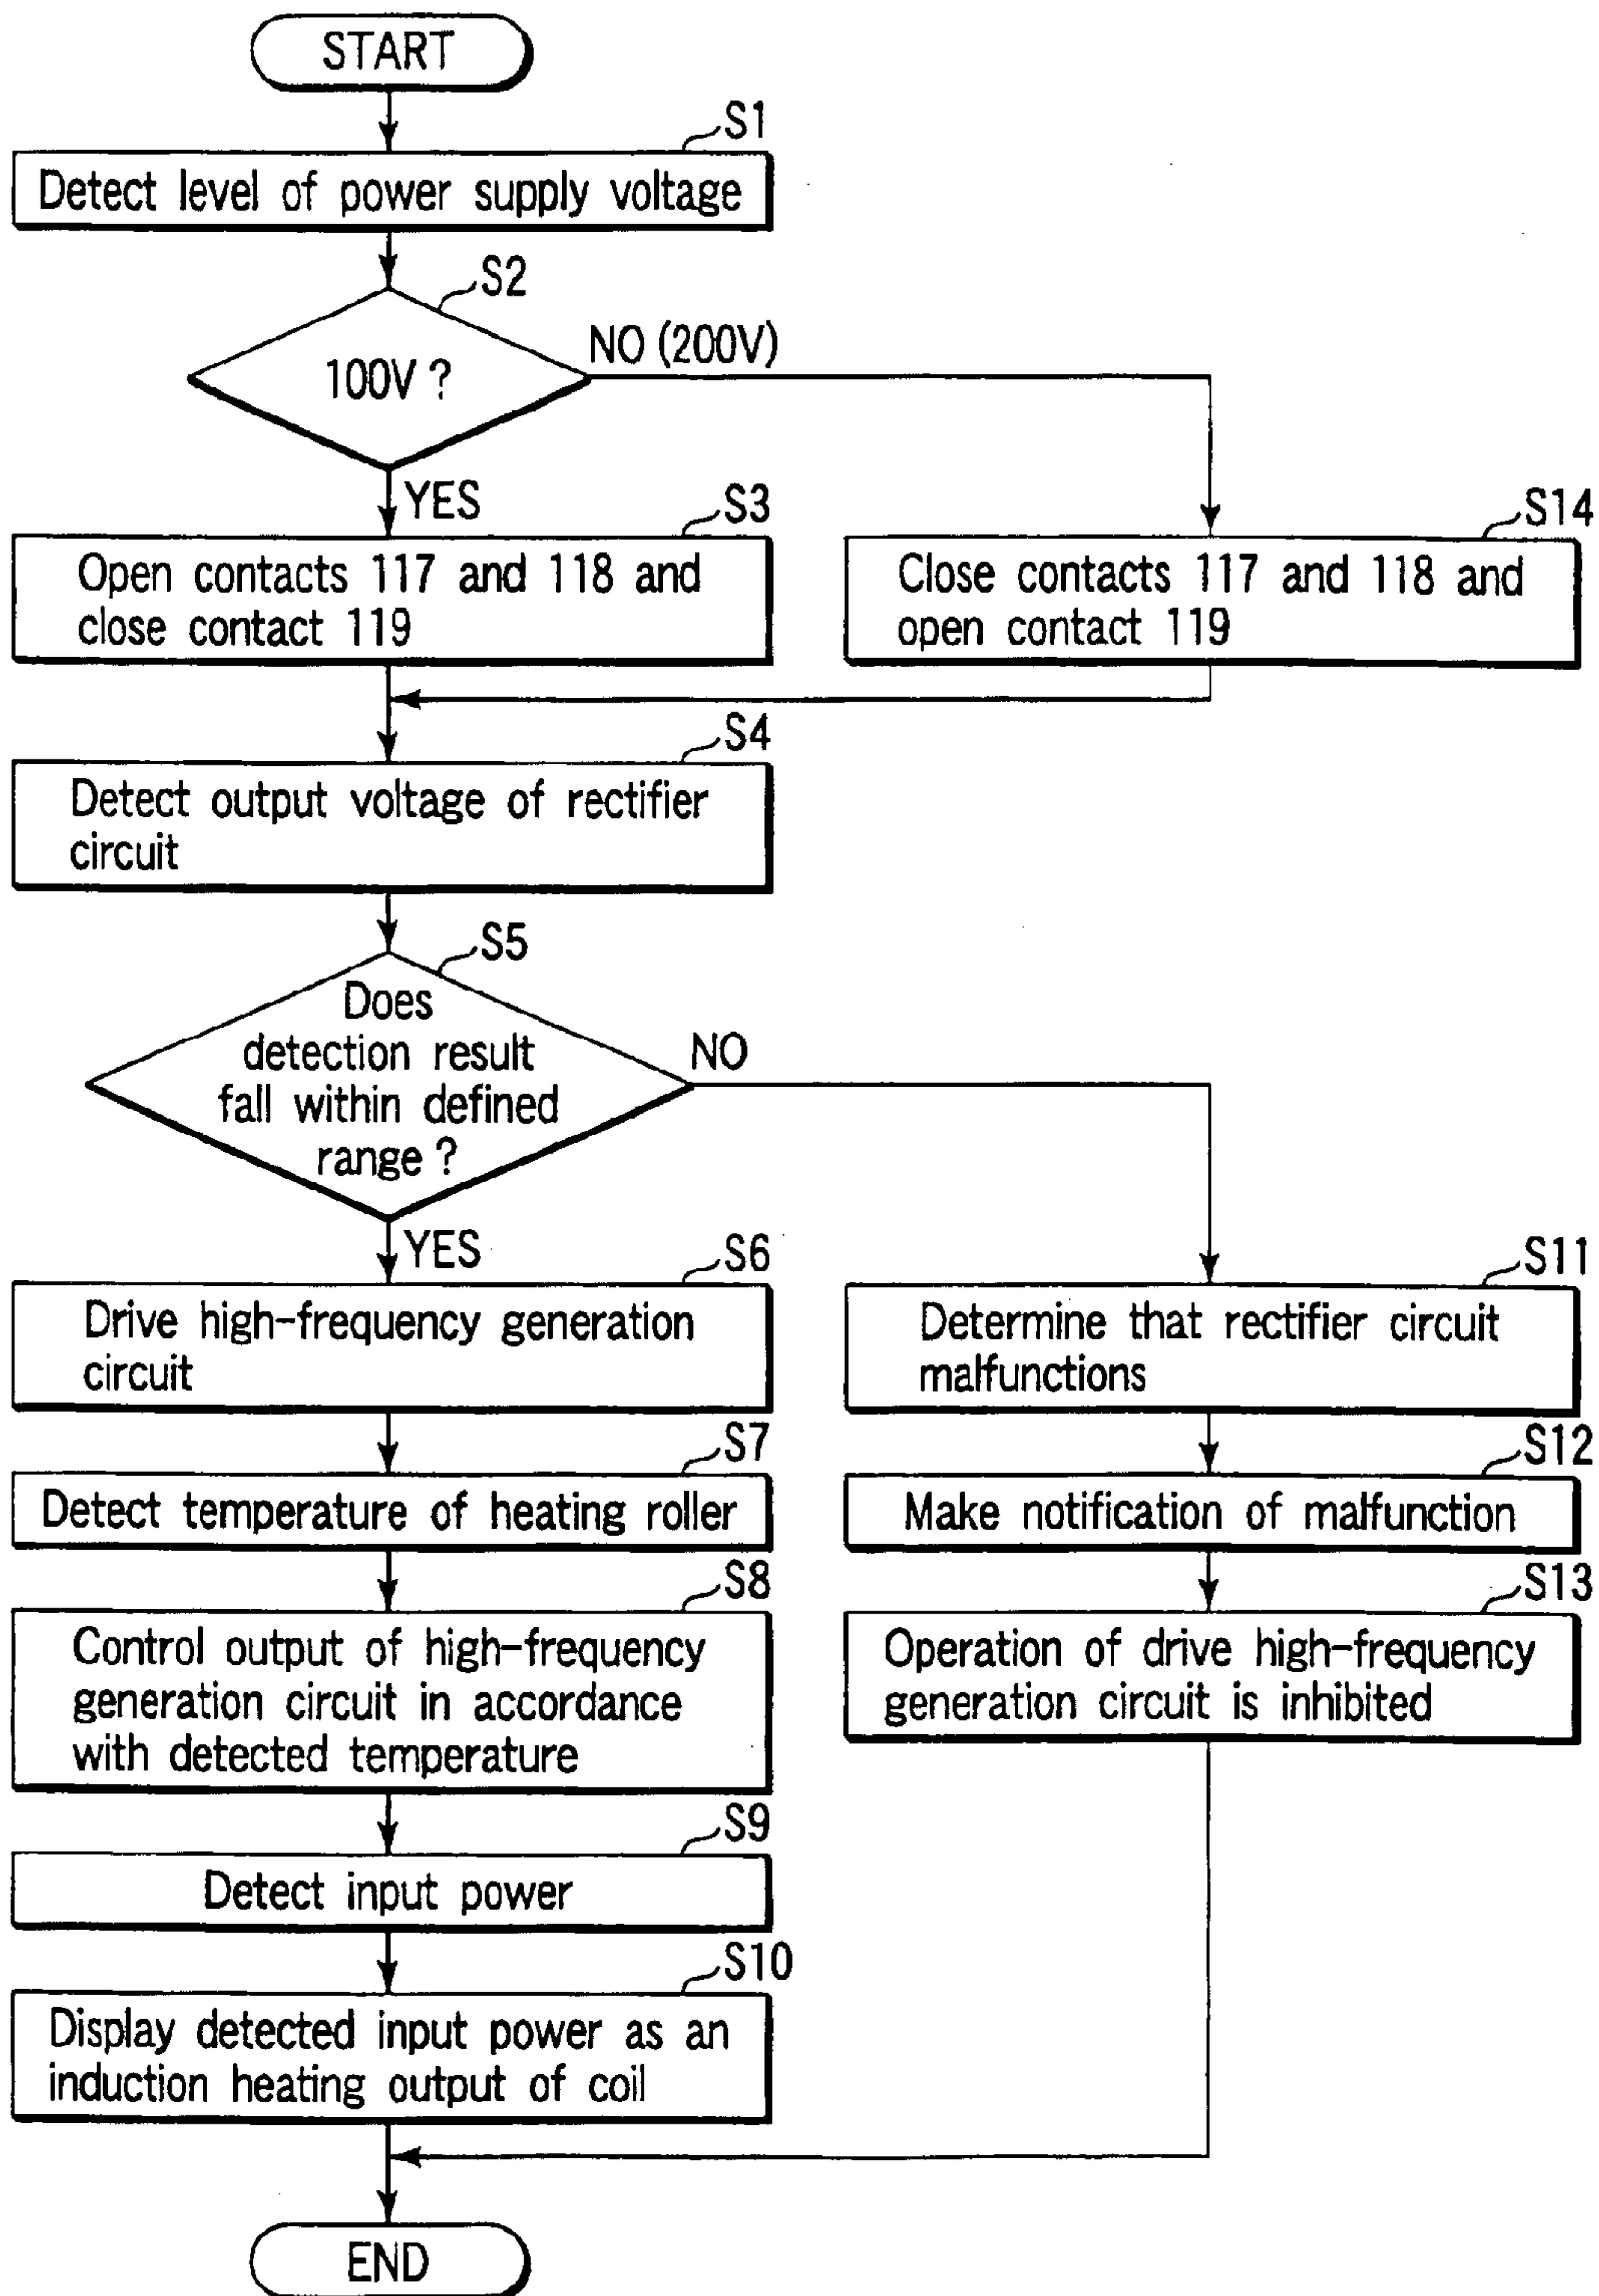 START
S1
Detect level of power supply voltage
S2
100V ?
NO (200V)
YES
S3
Open contacts 117 and 118 and
close contact 119
S14
Close contacts 117 and 118 and
open contact 119
S4
Detect output voltage of rectifier
circuit
S5
Does
detection result
fall within defined
range ?
NO
YES
S6
Drive high-frequency generation
circuit
S11
Determine that rectifier circuit
malfunctions
S7
Detect temperature of heating roller
S12
Make notification of malfunction
S8
Control output of high-frequency
generation circuit in accordance
with detected temperature
S13
Operation of drive high-frequency
generation circuit is inhibited
S9
Detect input power
S10
Display detected input power as an
induction heating output of coil
END